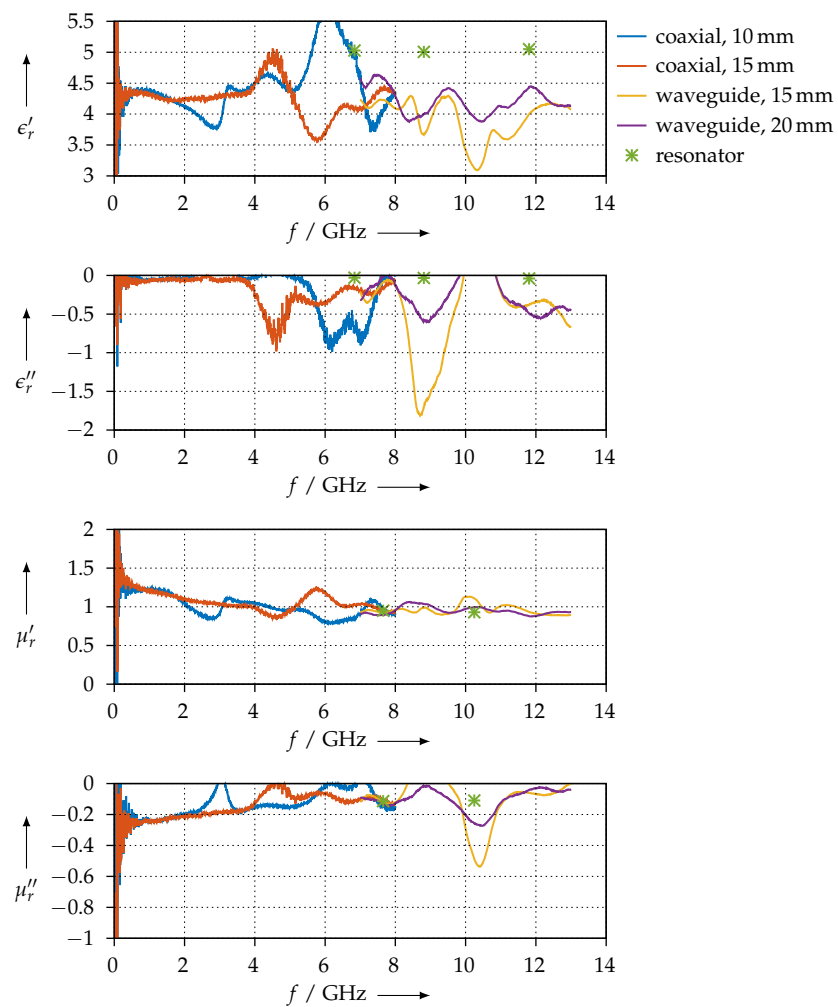 5.5
5
4.5
4
3.5
3
ϵ′r
0 2 4 6 8 10 12 14
f / GHz
coaxial, 10 mm
coaxial, 15 mm
waveguide, 15 mm
waveguide, 20 mm
resonator
0
−0.5
−1
−1.5
−2
ϵ″r
0 2 4 6 8 10 12 14
f / GHz
2
1.5
1
0.5
0
μ′r
0 2 4 6 8 10 12 14
f / GHz
0
−0.2
−0.4
−0.6
−0.8
−1
μ″r
0 2 4 6 8 10 12 14
f / GHz